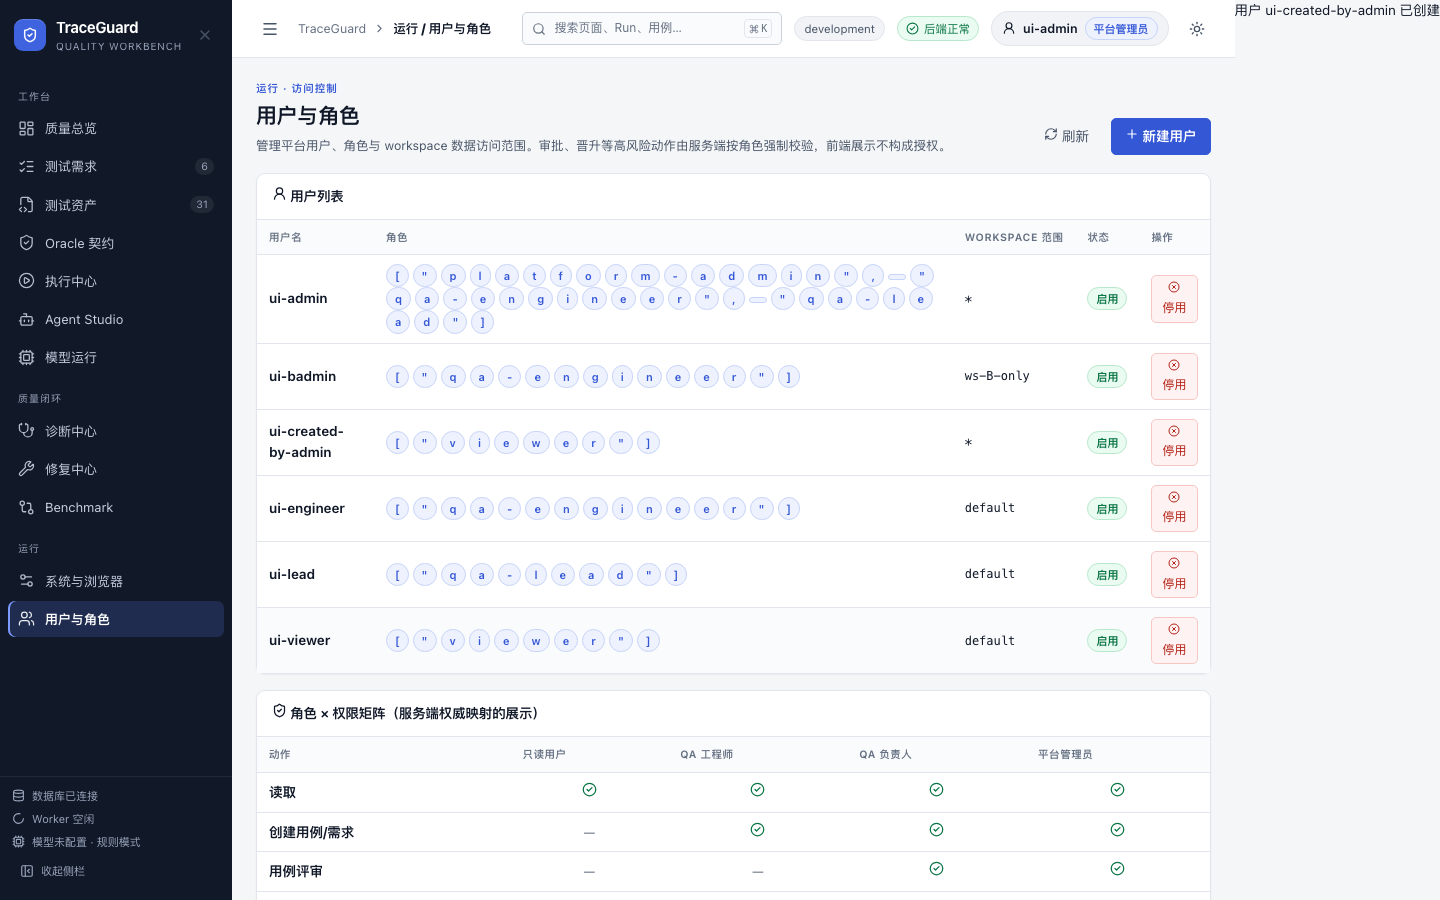 TraceGuard
QUALITY WORKBENCH
工作台
质量总览
测试需求 6
测试资产 31
Oracle 契约
执行中心
Agent Studio
模型运行
质量闭环
诊断中心
修复中心
Benchmark
运行
系统与浏览器
用户与角色
数据库已连接
Worker 空闲
模型未配置 · 规则模式
收起侧栏
TraceGuard > 运行 / 用户与角色
搜索页面、Run、用例... ⌘ K
development
后端正常
ui-admin 平台管理员
用户 ui-created-by-admin 已创建
运行 · 访问控制
用户与角色
管理平台用户、角色与 workspace 数据访问范围。审批、晋升等高风险动作由服务端按角色强制校验，前端展示不构成授权。
刷新
+ 新建用户
用户列表
用户名 角色 WORKSPACE 范围 状态 操作
ui-admin [ " p l a t f o r m - a d m i n " , " * 启用 停用
q a - e n g i n e e r " , " q a - l e
a d " ]
ui-badmin [ " q a - e n g i n e e r " ] ws-B-only 启用 停用
ui-created- [ " v i e w e r " ] * 启用 停用
by-admin
ui-engineer [ " q a - e n g i n e e r " ] default 启用 停用
ui-lead [ " q a - l e a d " ] default 启用 停用
ui-viewer [ " v i e w e r " ] default 启用 停用
角色 × 权限矩阵（服务端权威映射的展示）
动作 只读用户 QA 工程师 QA 负责人 平台管理员
读取
创建用例/需求 —
用例评审 — —